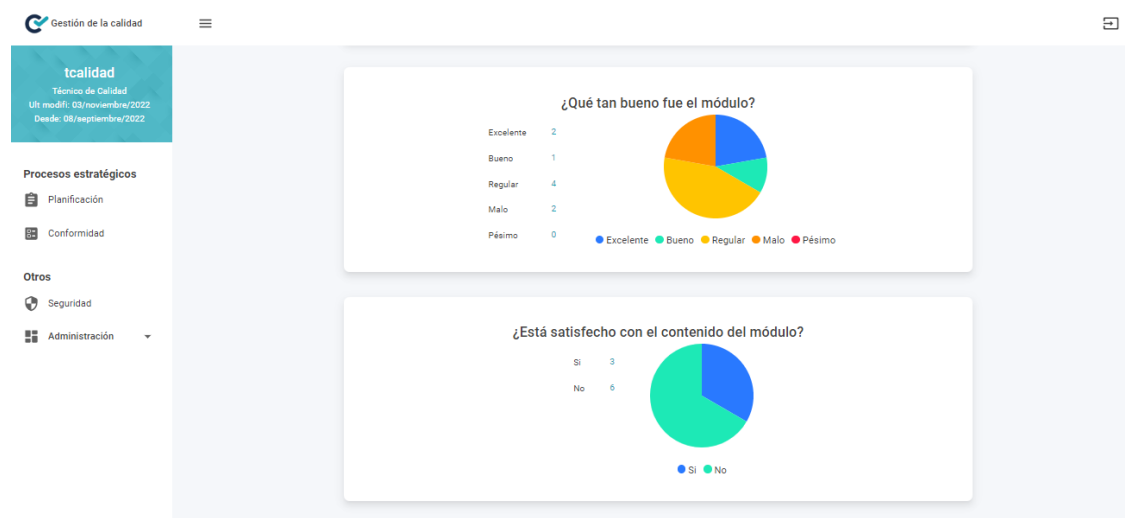 Gestión de la calidad
tcalidad
Técnico de Calidad
Ult modifi: 03/noviembre/2022
Desde: 08/septiembre/2022
Procesos estratégicos
Planificación
Conformidad
Otros
Seguridad
Administración
¿Qué tan bueno fue el módulo?
Excelente 2
Bueno 1
Regular 4
Malo 2
Pésimo 0
Excelente Bueno Regular Malo Pésimo
¿Está satisfecho con el contenido del módulo?
Si 3
No 6
Si No